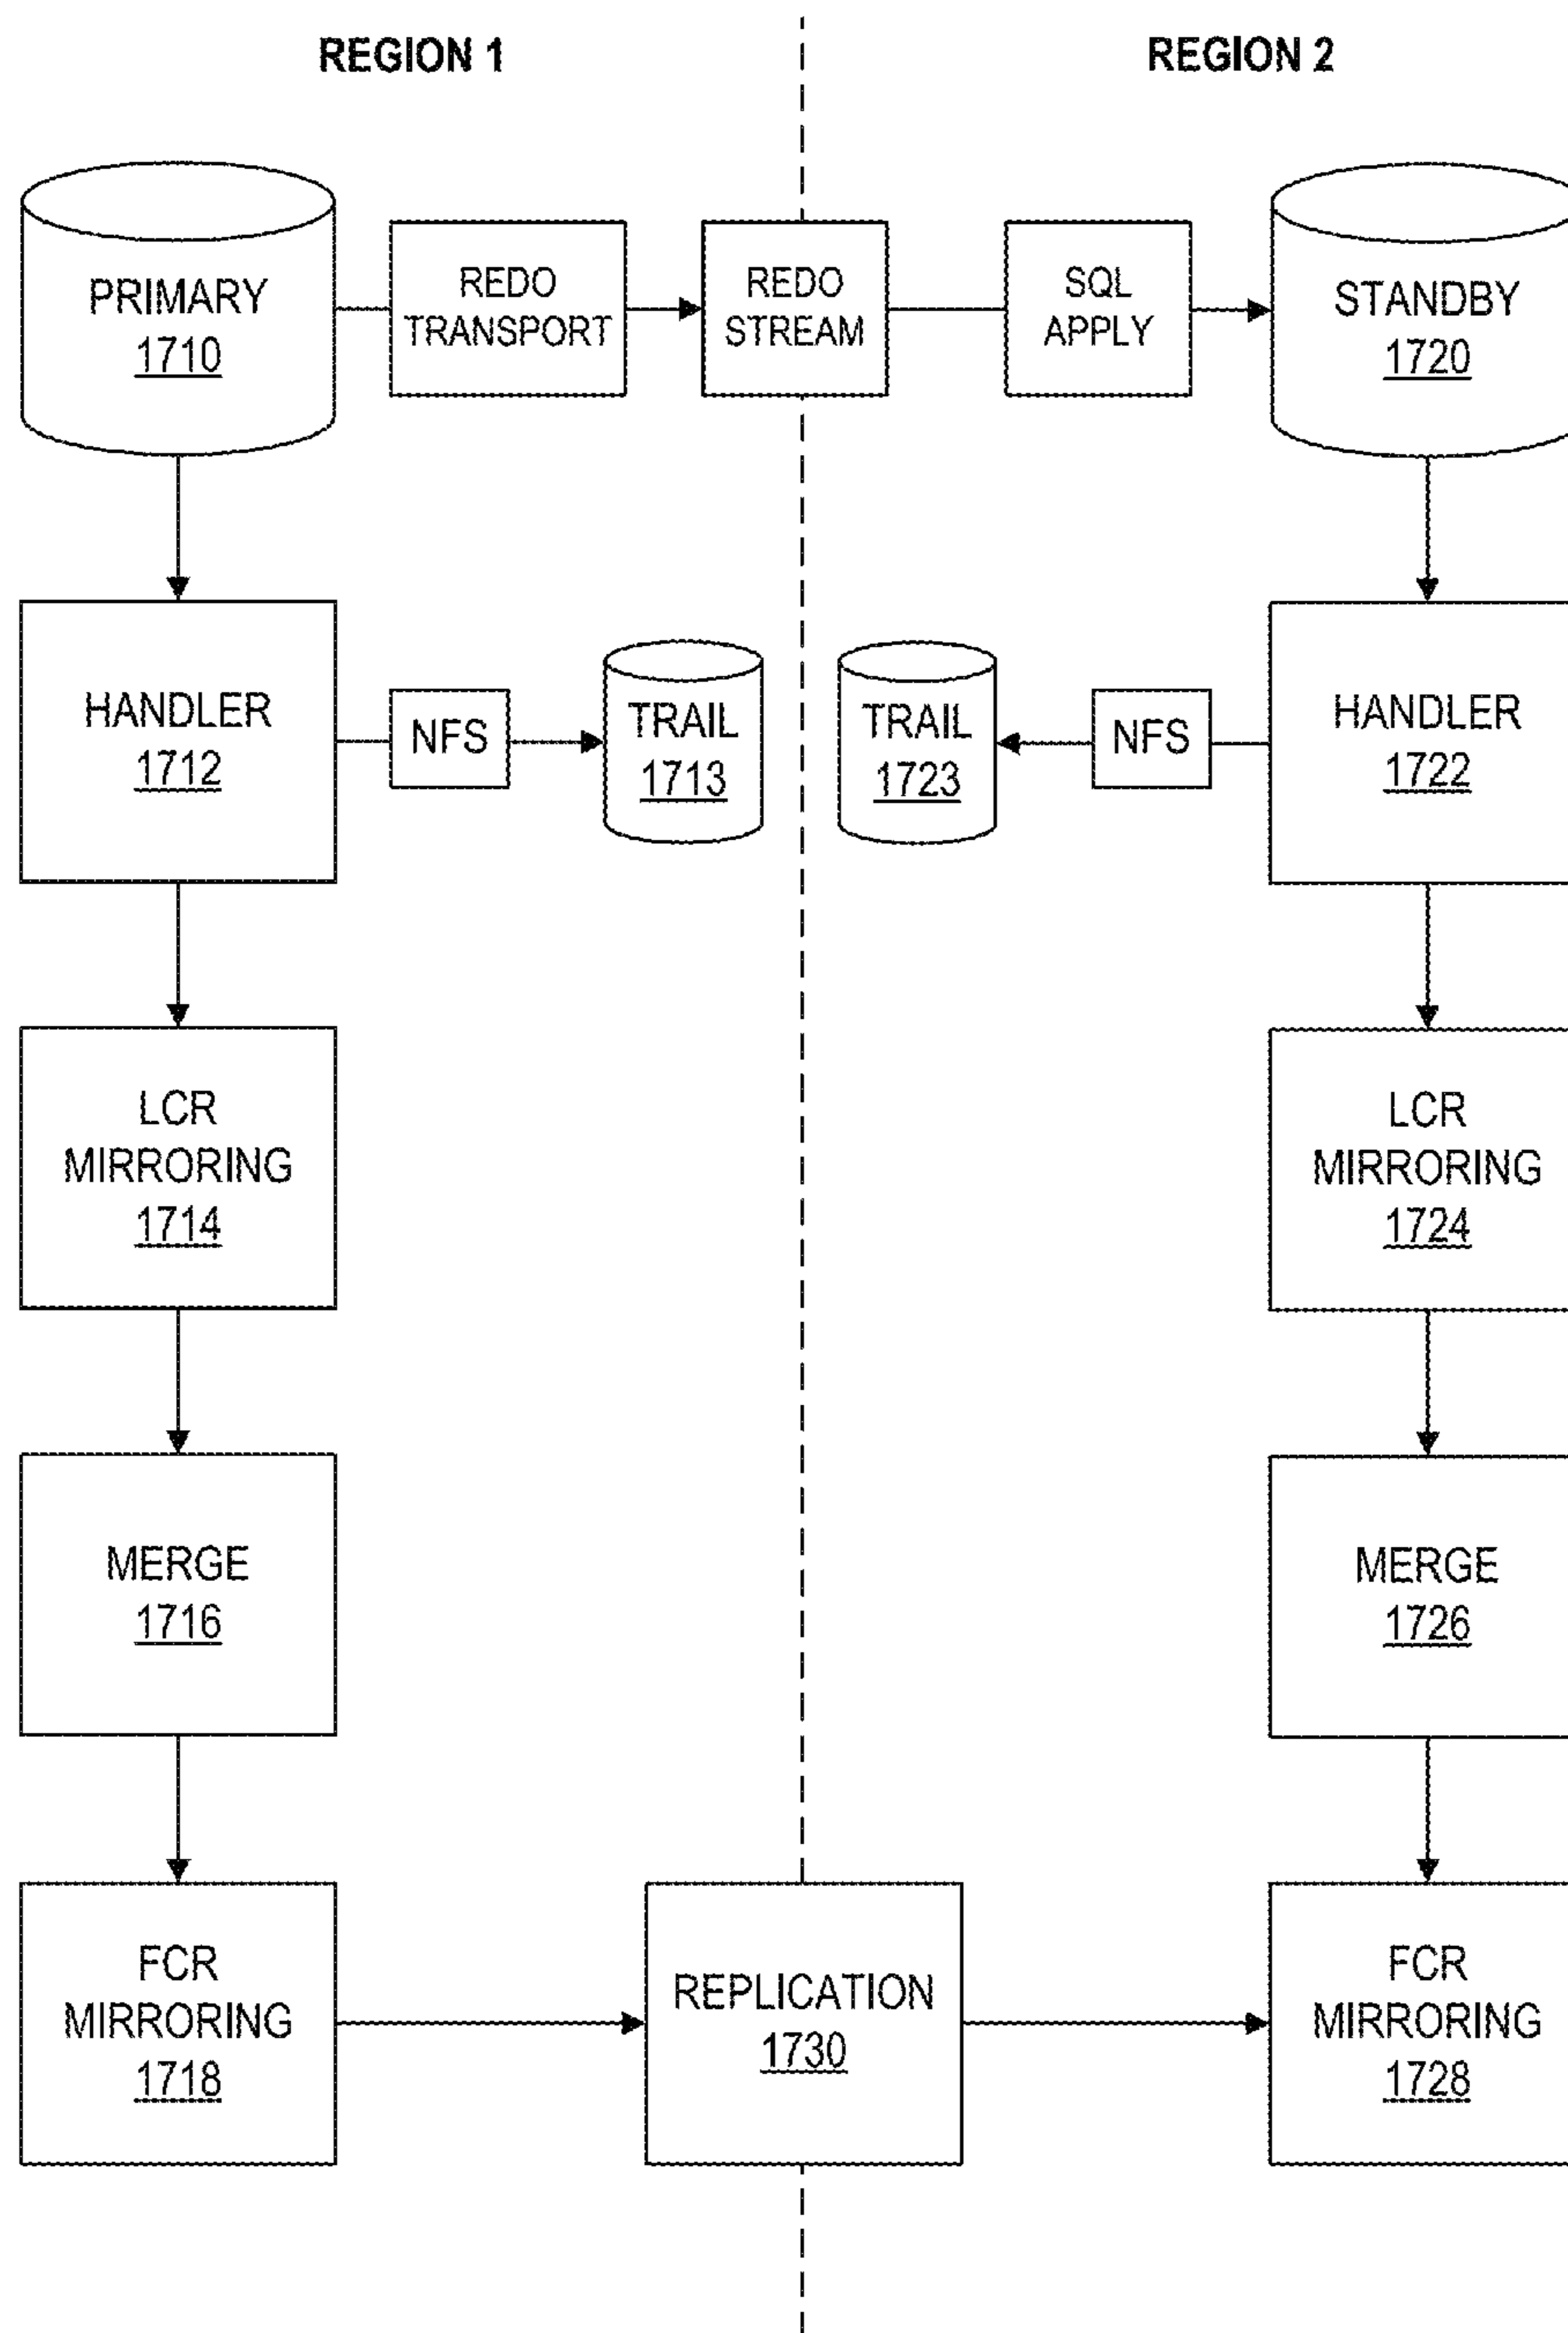 REGION 1
REGION 2
PRIMARY
1710
REDO
TRANSPORT
REDO
STREAM
SQL
APPLY
STANDBY
1720
HANDLER
1712
NFS
TRAIL
1713
TRAIL
1723
NFS
HANDLER
1722
LCR
MIRRORING
1714
LCR
MIRRORING
1724
MERGE
1716
MERGE
1726
FCR
MIRRORING
1718
REPLICATION
1730
FCR
MIRRORING
1728